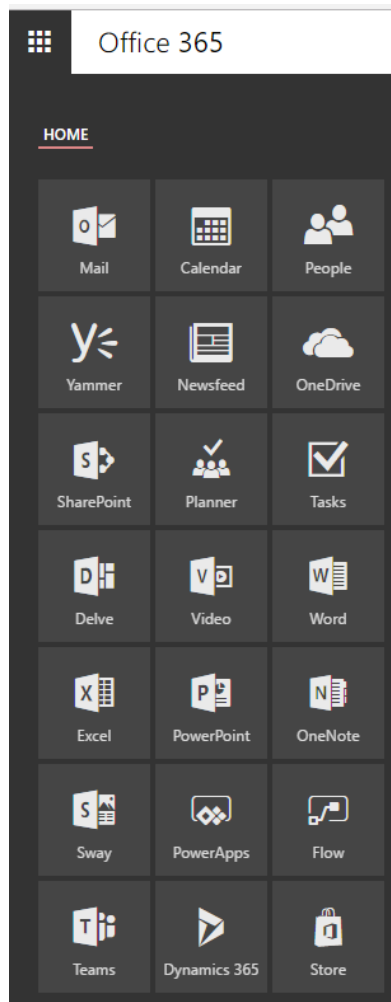 Office 365
HOME
Mail Calendar People
Yammer Newsfeed OneDrive
SharePoint Planner Tasks
Delve Video Word
Excel PowerPoint OneNote
Sway PowerApps Flow
Teams Dynamics 365 Store